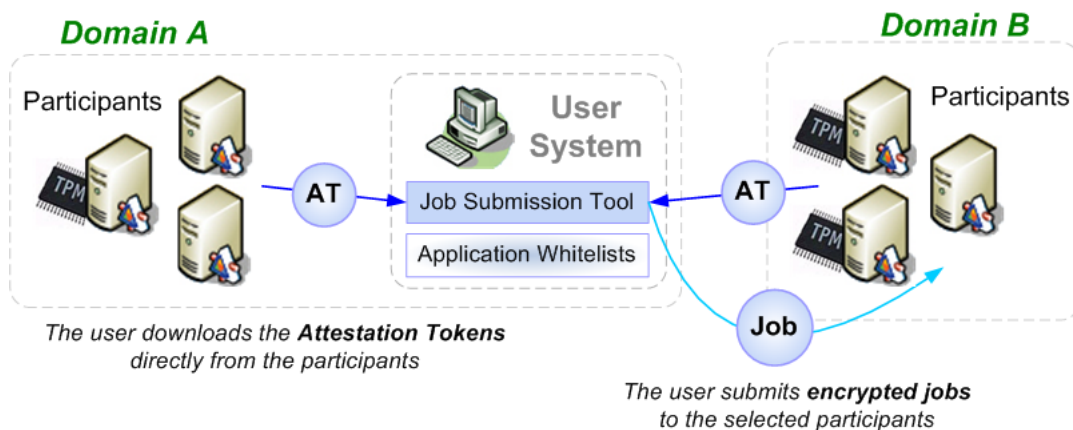 Domain A
Domain B
Participants
User
System
Participants
TPM
TPM
TPM
AT
AT
Job Submission Tool
Application Whitelists
Job
The user downloads the Attestation Tokens
directly from the participants
The user submits encrypted jobs
to the selected participants